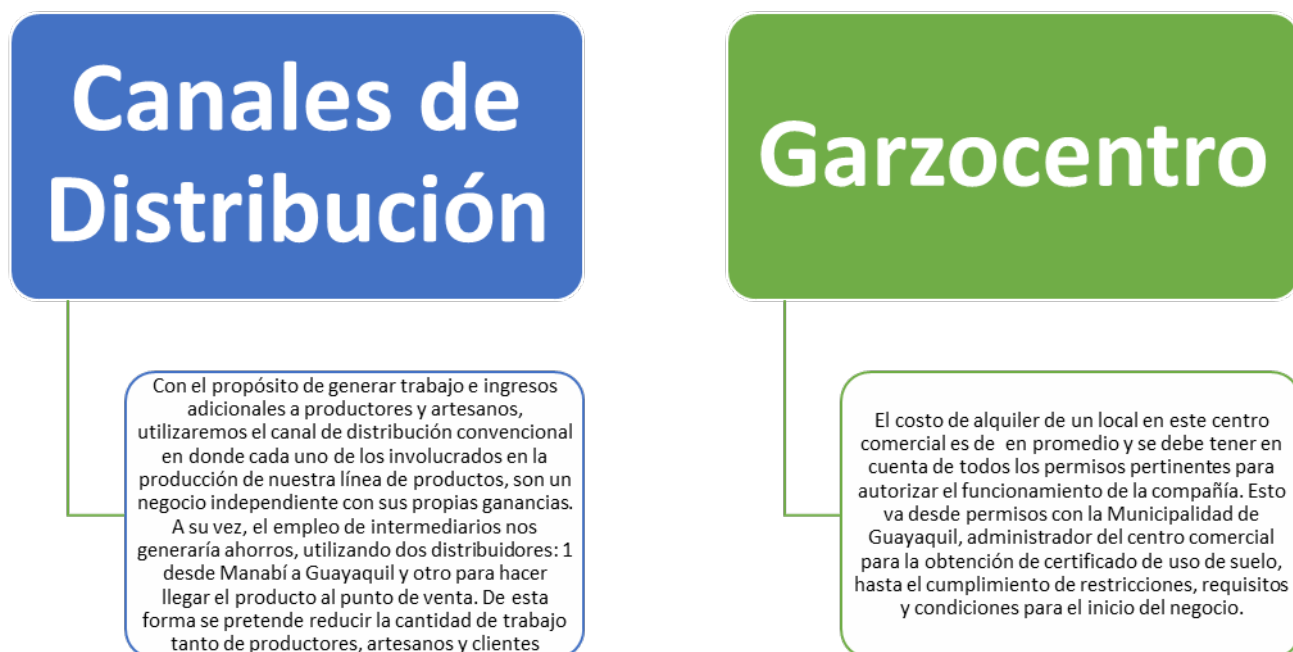 Canales de
Distribución
Con el propósito de generar trabajo e ingresos
adicionales a productores y artesanos,
utilizaremos el canal de distribución convencional
en donde cada uno de los involucrados en la
producción de nuestra línea de productos, son un
negocio independiente con sus propias ganancias.
A su vez, el empleo de intermediarios nos
generaría ahorros, utilizando dos distribuidores: 1
desde Manabí a Guayaquil y otro para hacer
llegar el producto al punto de venta. De esta
forma se pretende reducir la cantidad de trabajo
tanto de productores, artesanos y clientes
Garzocentro
El costo de alquiler de un local en este centro
comercial es de  en promedio y se debe tener en
cuenta de todos los permisos pertinentes para
autorizar el funcionamiento de la compañía. Esto
va desde permisos con la Municipalidad de
Guayaquil, administrador del centro comercial
para la obtención de certificado de uso de suelo,
hasta el cumplimiento de restricciones, requisitos
y condiciones para el inicio del negocio.